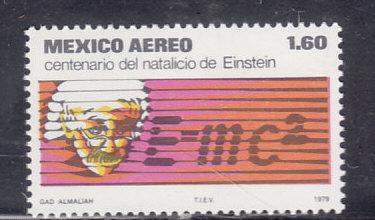 MEXICO AEREO 1.60
centenario del natalicio de Einstein
E=mc²
GAD ALMALIAH T.I.E.V. 1979